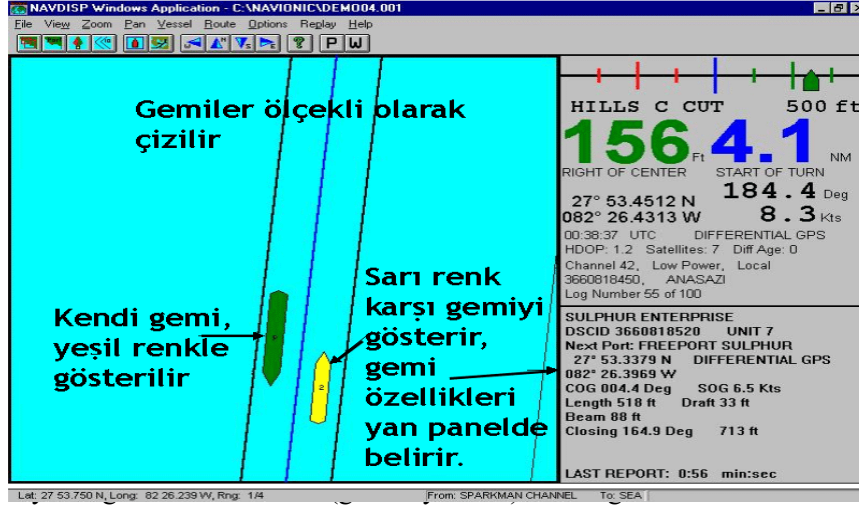 NAVDISP Windows Application - C:\NAVIONIC\DEMO04.001
File View Zoom Pan Vessel Route Options Replay Help
P W
Gemiler ölçekli olarak
çizilir
Kendi gemi,
yeşil renkle
gösterilir
Sarı renk
karşı gemiyi
gösterir,
gemi
özellikleri
yan panelde
belirir.
2
HILLS C CUT 500 ft
156 Ft 4.1 NM
RIGHT OF CENTER START OF TURN
184.4 Deg
27° 53.4512 N
082° 26.4313 W 8.3 Kts
00:38:37 UTC DIFFERENTIAL GPS
HDOP: 1.2 Satellites: 7 Diff Age: 0
Channel 42, Low Power, Local
3660818450, ANASAZI
Log Number 55 of 100
SULPHUR ENTERPRISE
DSCID 3660818520 UNIT 7
Next Port: FREEPORT SULPHUR
27° 53.3379 N DIFFERENTIAL GPS
082° 26.3969 W
COG 004.4 Deg SOG 6.5 Kts
Length 518 ft Draft 33 ft
Beam 88 ft
Closing 164.9 Deg 713 ft
LAST REPORT: 0:56 min:sec
Lat: 27 53.750 N, Long: 82 26.239 W, Rng: 1/4 From: SPARKMAN CHANNEL To: SEA